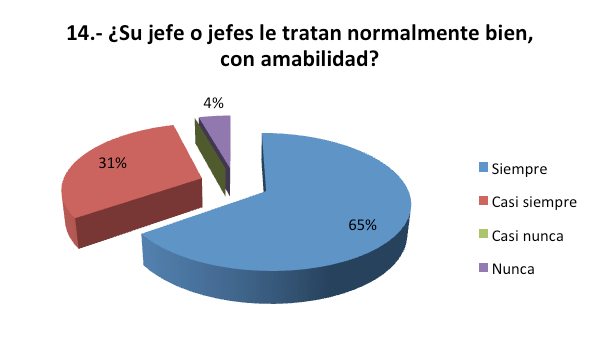 14.- ¿Su jefe o jefes le tratan normalmente bien,
con amabilidad?
4%
31%
65%
Siempre
Casi siempre
Casi nunca
Nunca